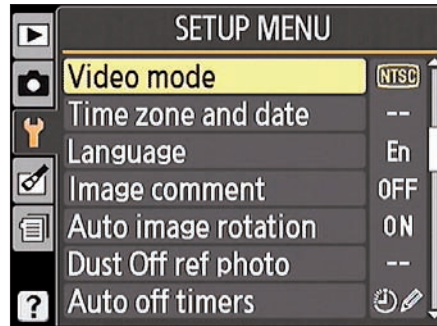 SETUP MENU
Video mode NTSC
Time zone and date --
Language En
Image comment OFF
Auto image rotation ON
Dust Off ref photo --
Auto off timers
?